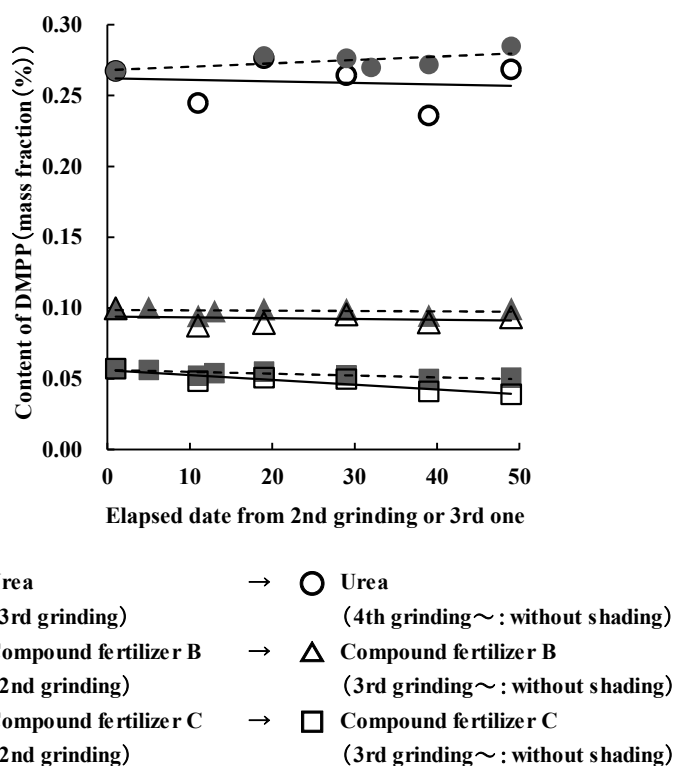 0.30
0.25
0.20
0.15
0.10
0.05
0.00
Content of DMPP(mass fraction(%))
0 10 20 30 40 50
Elapsed date from 2nd grinding or 3rd one
rea → Urea
3rd grinding) (4th grinding～：without shading)
ompound fertilizer B → Compound fertilizer B
2nd grinding) (3rd grinding～：without shading)
ompound fertilizer C → Compound fertilizer C
2nd grinding) (3rd grinding～：without shading)